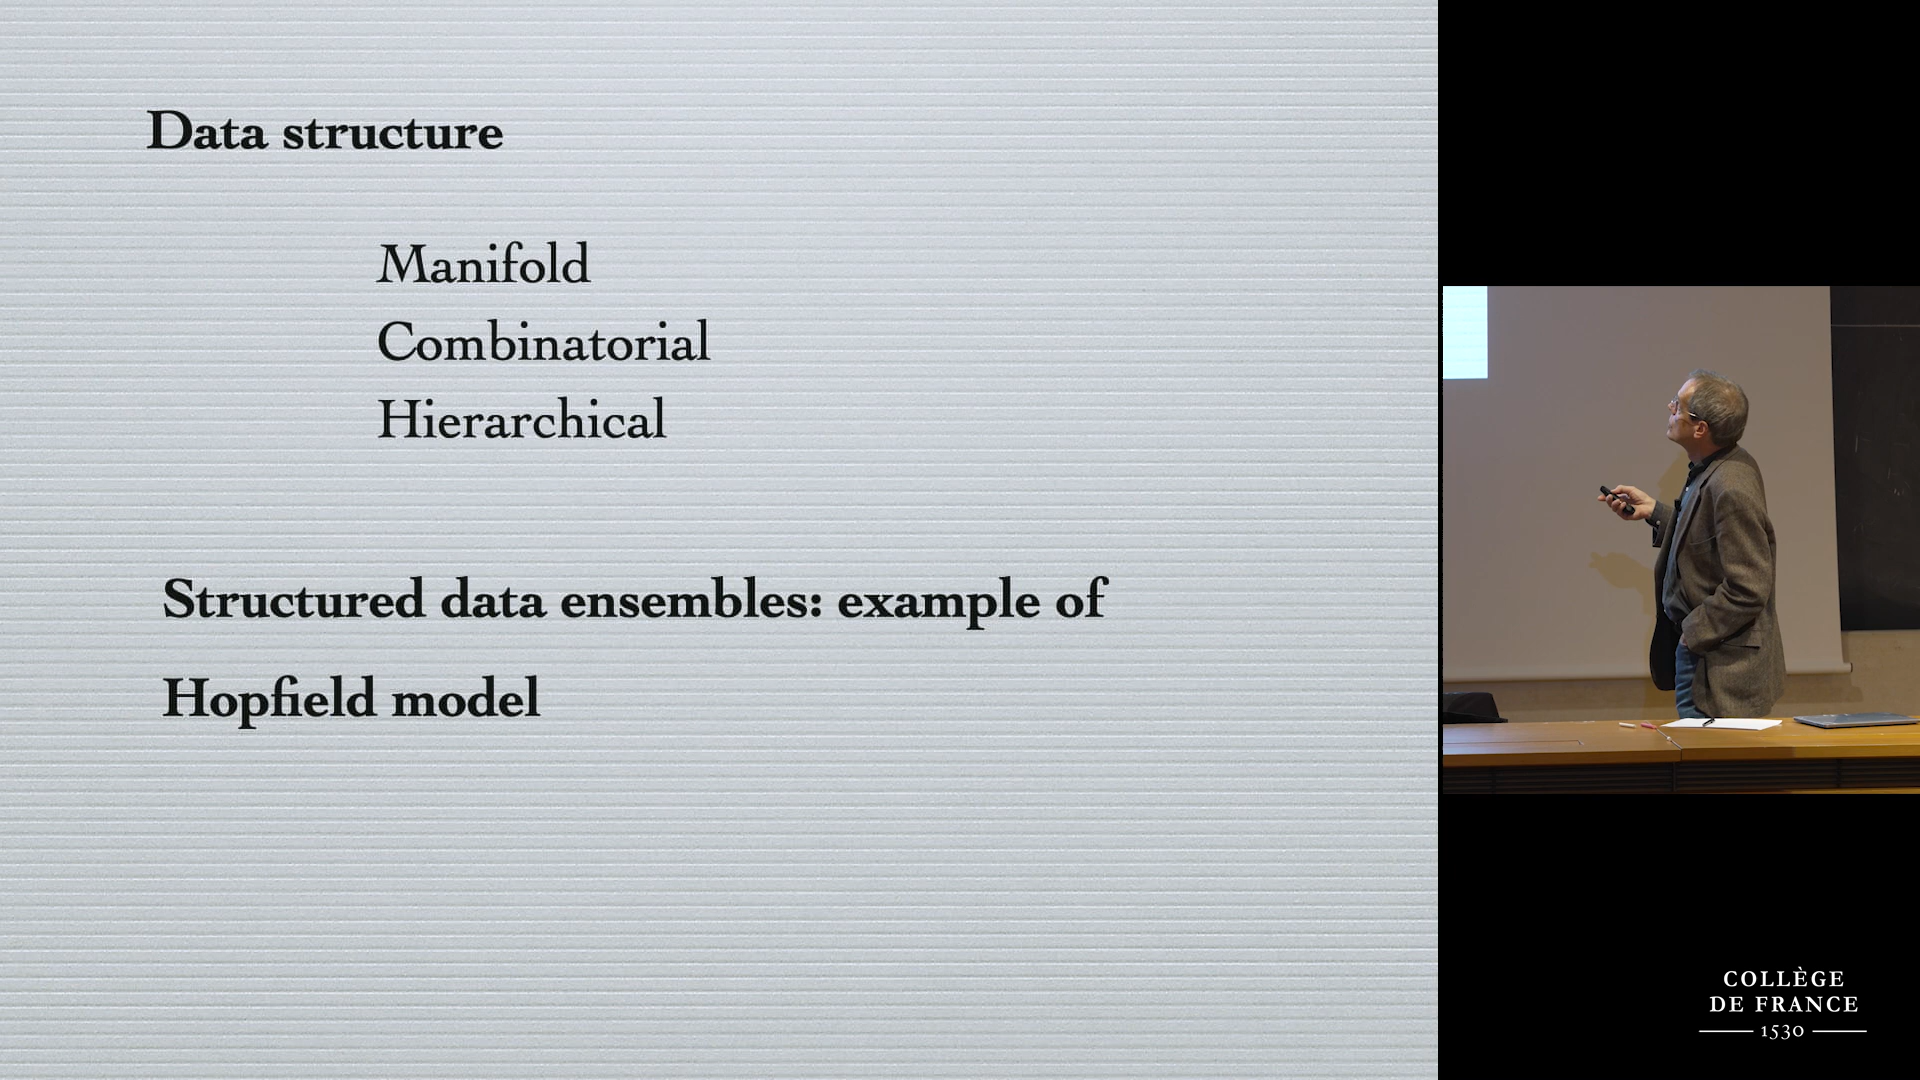 Data structure
Manifold
Combinatorial
Hierarchical
Structured data ensembles: example of
Hopfield model
COLLÈGE
DE FRANCE
1530